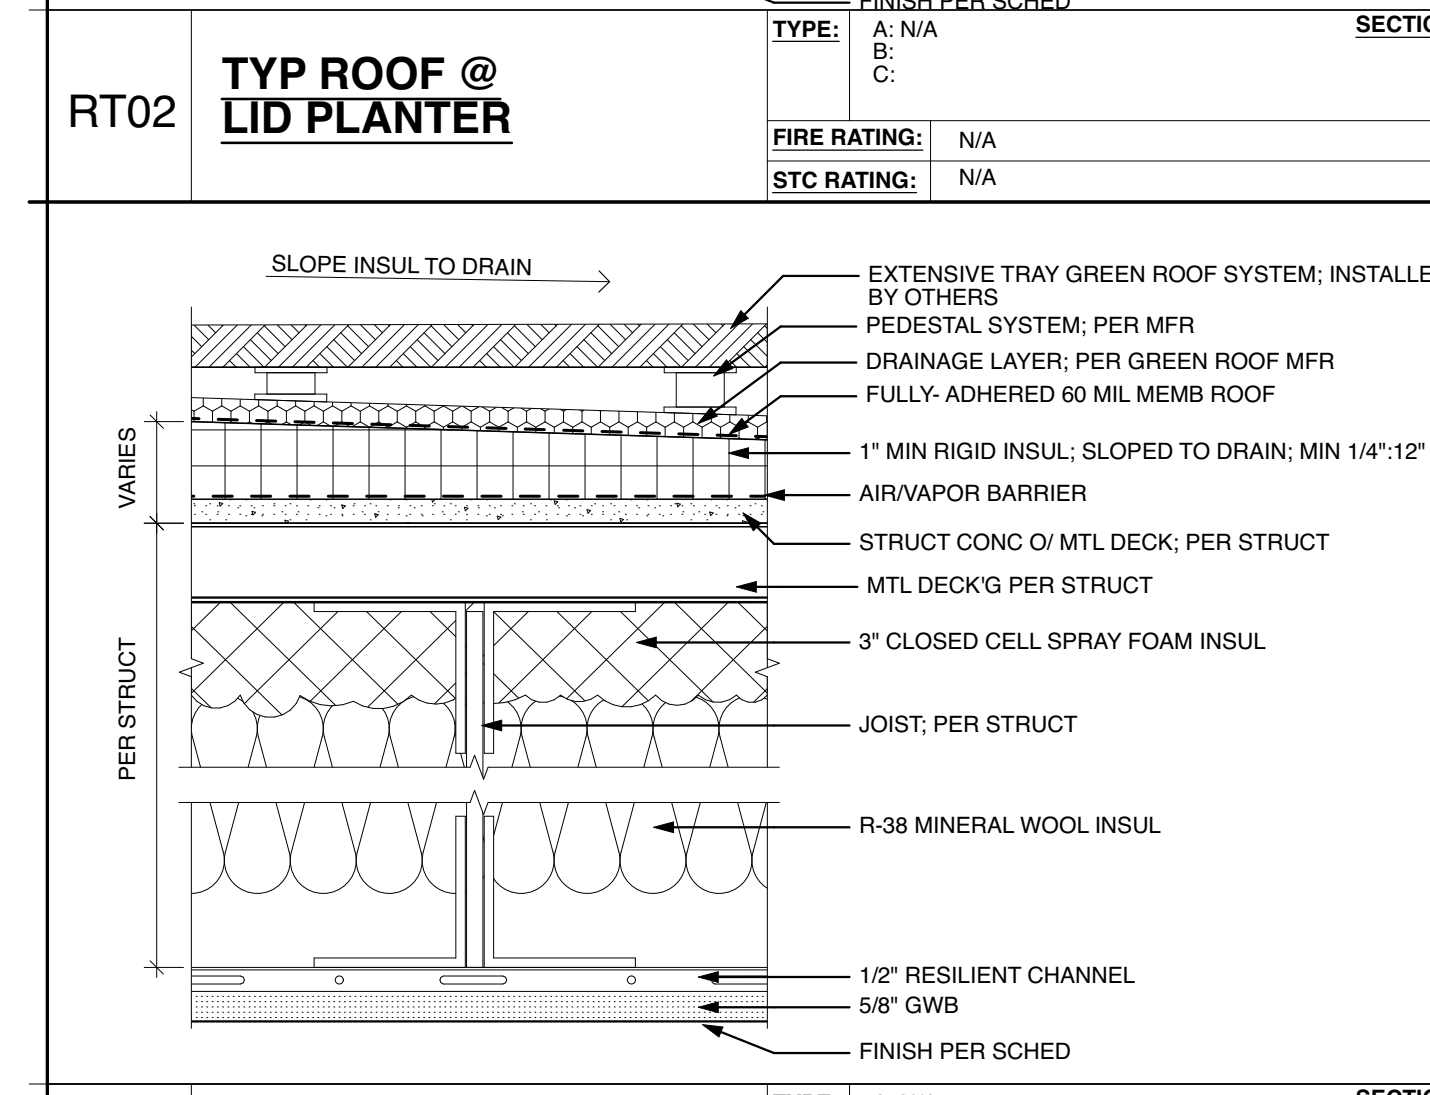 FINISH PER SCHED
RT02
TYP ROOF @
LID PLANTER
TYPE:
A: N/A
B:
C:
FIRE RATING:
N/A
STC RATING:
N/A
SLOPE INSUL TO DRAIN
EXTENSIVE TRAY GREEN ROOF SYSTEM; INSTALLE
BY OTHERS
PEDESTAL SYSTEM; PER MFR
DRAINAGE LAYER; PER GREEN ROOF MFR
FULLY- ADHERED 60 MIL MEMB ROOF
1" MIN RIGID INSUL; SLOPED TO DRAIN; MIN 1/4":12"
AIR/VAPOR BARRIER
STRUCT CONC O/ MTL DECK; PER STRUCT
MTL DECK'G PER STRUCT
3" CLOSED CELL SPRAY FOAM INSUL
JOIST; PER STRUCT
R-38 MINERAL WOOL INSUL
1/2" RESILIENT CHANNEL
5/8" GWB
FINISH PER SCHED
VARIES
PER STRUCT